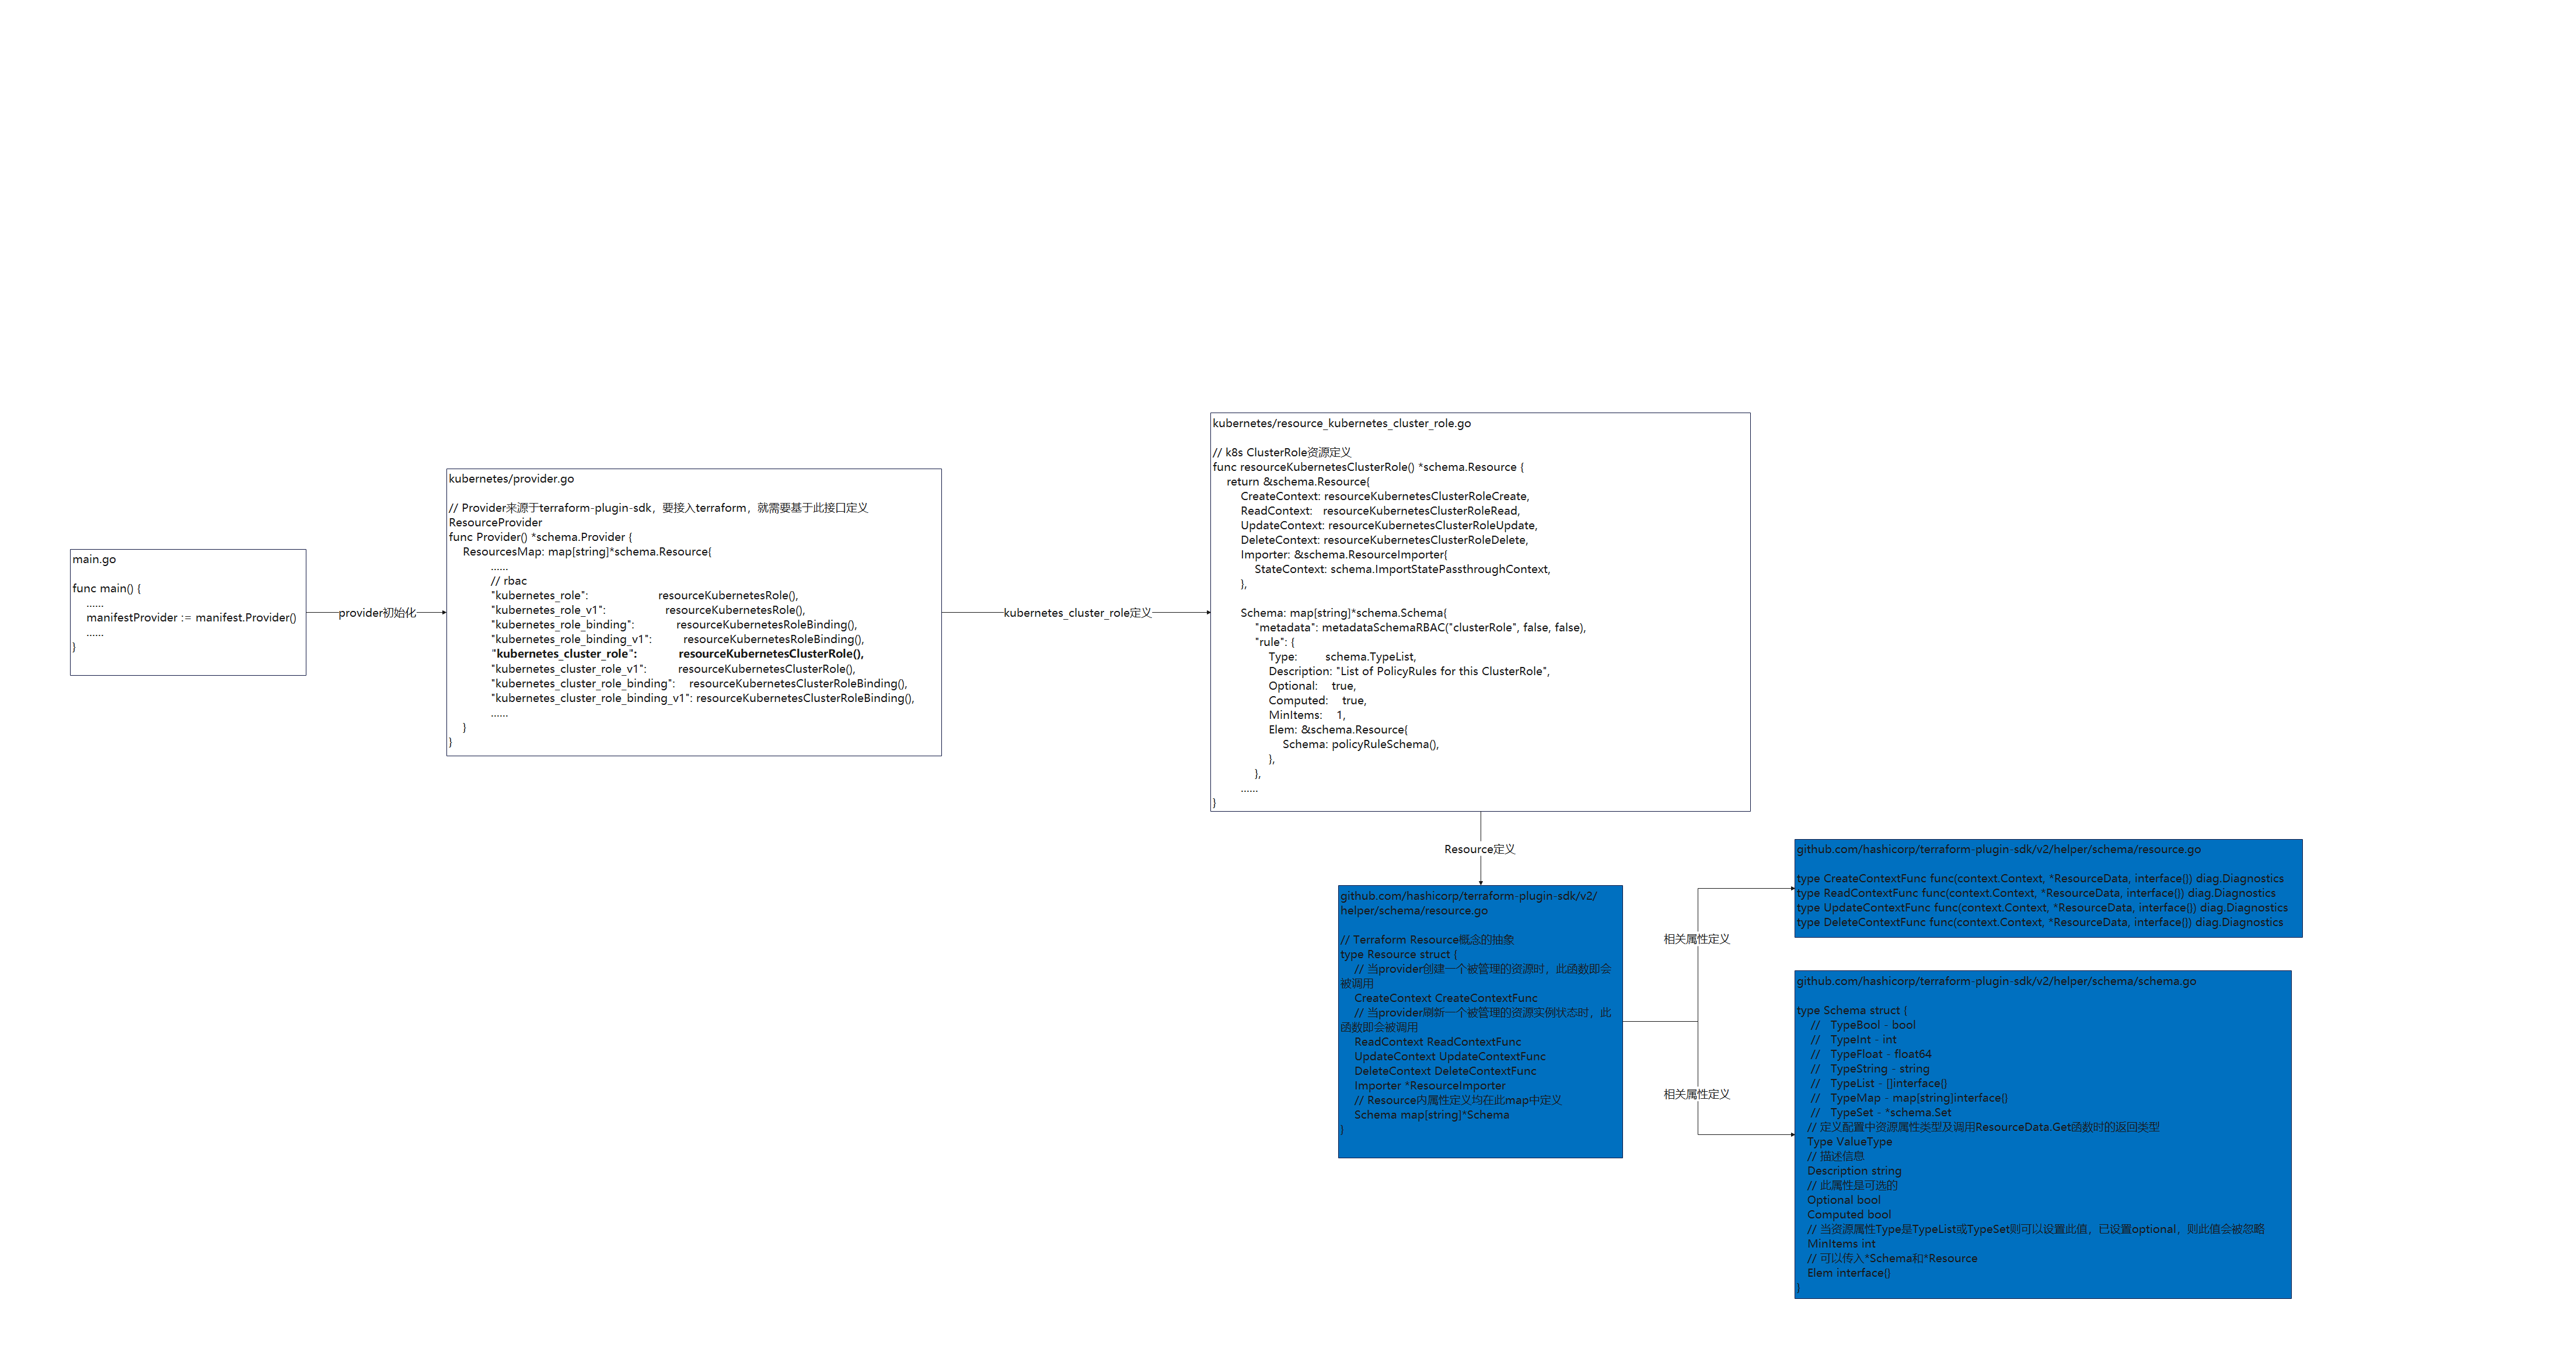 main.go
func main() {
......
manifestProvider := manifest.Provider()
......
}
provider初始化
kubernetes/provider.go
// Provider来源于terraform-plugin-sdk，要接入terraform，就需要基于此接口定义
ResourceProvider
func Provider() *schema.Provider {
ResourcesMap: map[string]*schema.Resource{
......
// rbac
"kubernetes_role": resourceKubernetesRole(),
"kubernetes_role_v1": resourceKubernetesRole(),
"kubernetes_role_binding": resourceKubernetesRoleBinding(),
"kubernetes_role_binding_v1": resourceKubernetesRoleBinding(),
"kubernetes_cluster_role": resourceKubernetesClusterRole(),
"kubernetes_cluster_role_v1": resourceKubernetesClusterRole(),
"kubernetes_cluster_role_binding": resourceKubernetesClusterRoleBinding(),
"kubernetes_cluster_role_binding_v1": resourceKubernetesClusterRoleBinding(),
......
}
}
kubernetes_cluster_role定义
kubernetes/resource_kubernetes_cluster_role.go
// k8s ClusterRole资源定义
func resourceKubernetesClusterRole() *schema.Resource {
return &schema.Resource{
CreateContext: resourceKubernetesClusterRoleCreate,
ReadContext: resourceKubernetesClusterRoleRead,
UpdateContext: resourceKubernetesClusterRoleUpdate,
DeleteContext: resourceKubernetesClusterRoleDelete,
Importer: &schema.ResourceImporter{
StateContext: schema.ImportStatePassthroughContext,
},
Schema: map[string]*schema.Schema{
"metadata": metadataSchemaRBAC("clusterRole", false, false),
"rule": {
Type: schema.TypeList,
Description: "List of PolicyRules for this ClusterRole",
Optional: true,
Computed: true,
MinItems: 1,
Elem: &schema.Resource{
Schema: policyRuleSchema(),
},
},
......
}
Resource定义
github.com/hashicorp/terraform-plugin-sdk/v2/
helper/schema/resource.go
// Terraform Resource概念的抽象
type Resource struct {
// 当provider创建一个被管理的资源时，此函数即会
被调用
CreateContext CreateContextFunc
// 当provider刷新一个被管理的资源实例状态时，此
函数即会被调用
ReadContext ReadContextFunc
UpdateContext UpdateContextFunc
DeleteContext DeleteContextFunc
Importer *ResourceImporter
// Resource内属性定义均在此map中定义
Schema map[string]*Schema
}
相关属性定义
相关属性定义
github.com/hashicorp/terraform-plugin-sdk/v2/helper/schema/resource.go
type CreateContextFunc func(context.Context, *ResourceData, interface{}) diag.Diagnostics
type ReadContextFunc func(context.Context, *ResourceData, interface{}) diag.Diagnostics
type UpdateContextFunc func(context.Context, *ResourceData, interface{}) diag.Diagnostics
type DeleteContextFunc func(context.Context, *ResourceData, interface{}) diag.Diagnostics
github.com/hashicorp/terraform-plugin-sdk/v2/helper/schema/schema.go
type Schema struct {
// TypeBool - bool
// TypeInt - int
// TypeFloat - float64
// TypeString - string
// TypeList - []interface{}
// TypeMap - map[string]interface{}
// TypeSet - *schema.Set
// 定义配置中资源属性类型及调用ResourceData.Get函数时的返回类型
Type ValueType
// 描述信息
Description string
// 此属性是可选的
Optional bool
Computed bool
// 当资源属性Type是TypeList或TypeSet则可以设置此值，已设置optional，则此值会被忽略
MinItems int
// 可以传入*Schema和*Resource
Elem interface{}
}